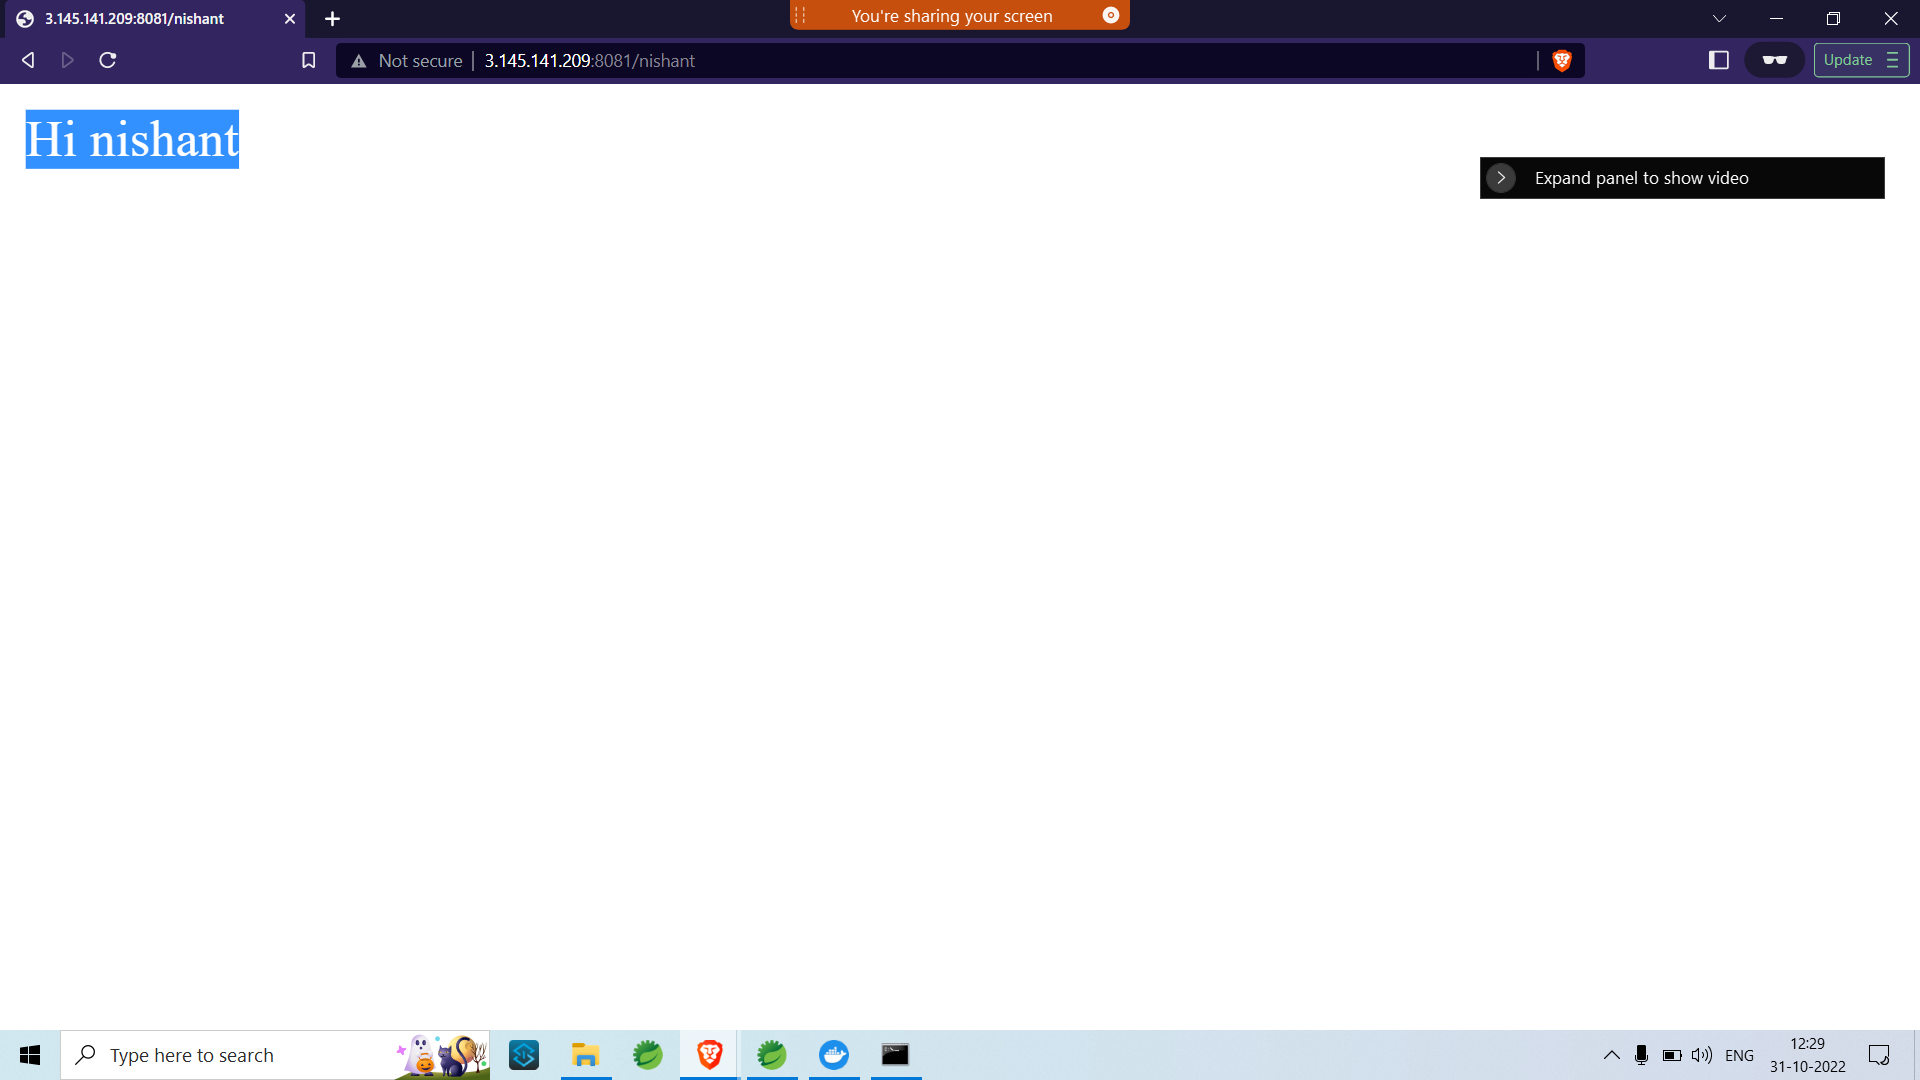 3.145.141.209:8081/nishant
You're sharing your screen
Not secure
3.145.141.209:8081/nishant
Update
Hi nishant
Expand panel to show video
Type here to search
ENG
12:29
31-10-2022